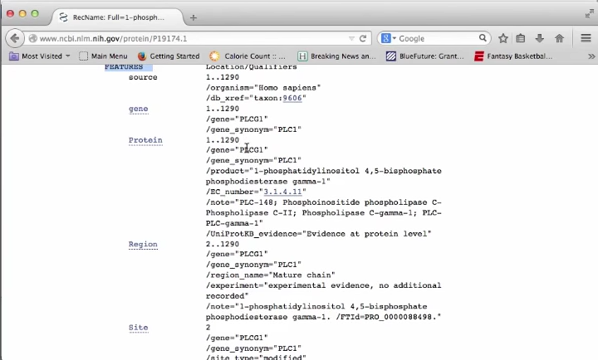 RecName: Full=1-phosph...
www.ncbi.nlm.nih.gov/protein/P19174.1
Google
Most Visited
Main Menu
Getting Started
Calorie Count :: ...
Breaking News an...
BlueFuture: Grant...
Fantasy Basketbal...
FEATURES Location/Qualifiers
source 1..1290
/organism="Homo sapiens"
/db_xref="taxon:9606"
gene 1..1290
/gene="PLCG1"
/gene_synonym="PLC1"
Protein 1..1290
/gene="PLCG1"
/gene_synonym="PLC1"
/product="1-phosphatidylinositol 4,5-bisphosphate
phosphodiesterase gamma-1"
/EC_number="3.1.4.11"
/note="PLC-148; Phosphoinositide phospholipase C-
Phospholipase C-II; Phospholipase C-gamma-1; PLC-
PLC-gamma-1"
/UniProtKB_evidence="Evidence at protein level"
Region 2..1290
/gene="PLCG1"
/gene_synonym="PLC1"
/region_name="Mature chain"
/experiment="experimental evidence, no additional
recorded"
/note="1-phosphatidylinositol 4,5-bisphosphate
phosphodiesterase gamma-1. /FTId=PRO_0000088498."
Site 2
/gene="PLCG1"
/gene_synonym="PLC1"
/site_type="modified"